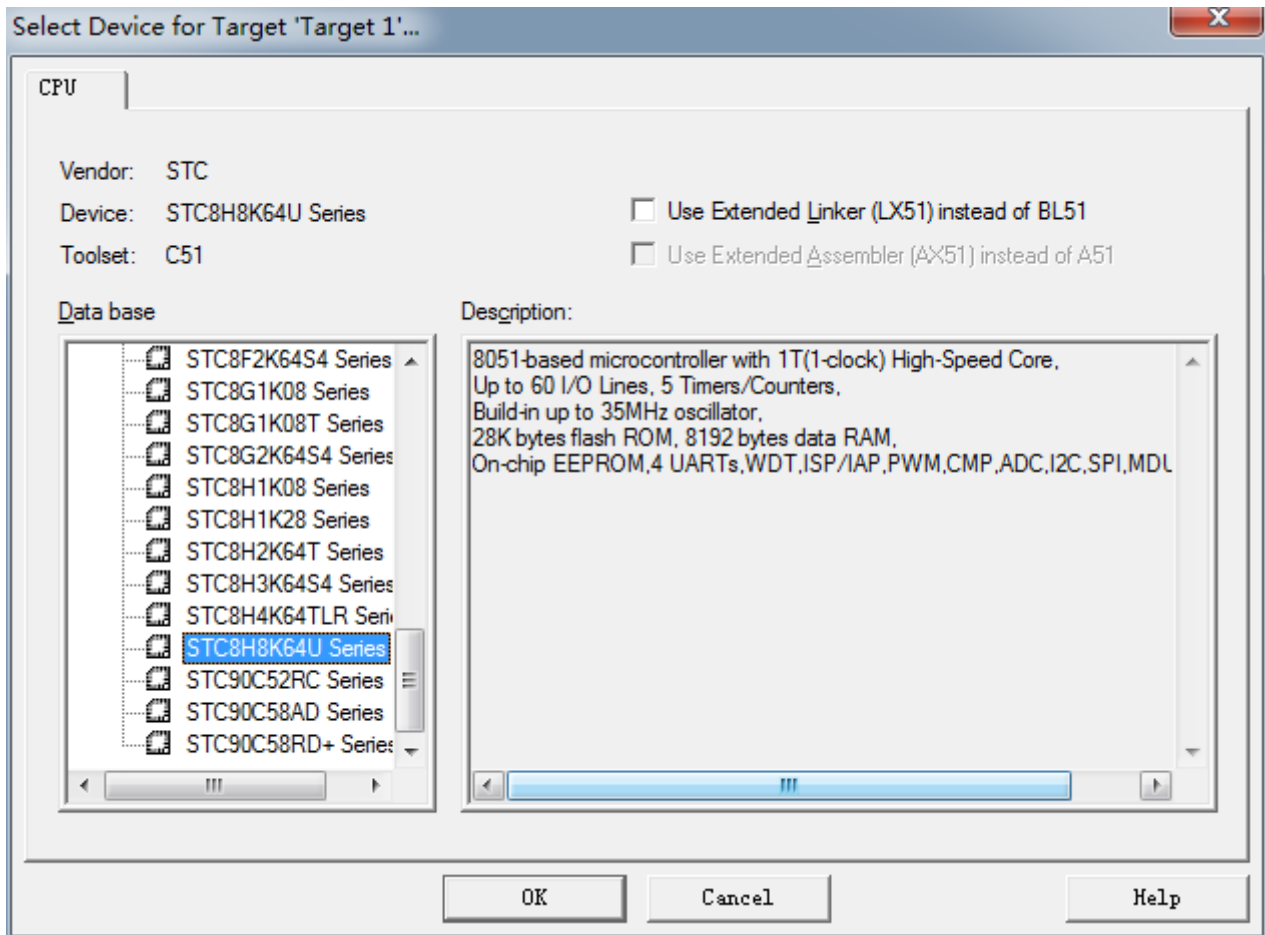 Select Device for Target 'Target 1'...
CPU
Vendor: STC
Device: STC8H8K64U Series
Toolset: C51
Use Extended Linker (LX51) instead of BL51
Use Extended Assembler (AX51) instead of A51
Data base
STC8F2K64S4 Series
STC8G1K08 Series
STC8G1K08T Series
STC8G2K64S4 Series
STC8H1K08 Series
STC8H1K28 Series
STC8H2K64T Series
STC8H3K64S4 Series
STC8H4K64TLR Seri
STC8H8K64U Series
STC90C52RC Series
STC90C58AD Series
STC90C58RD+ Series
Description:
8051-based microcontroller with 1T(1-clock) High-Speed Core,
Up to 60 I/O Lines, 5 Timers/Counters,
Build-in up to 35MHz oscillator,
28K bytes flash ROM, 8192 bytes data RAM,
On-chip EEPROM,4 UARTs,WDT,ISP/IAP,PWM,CMP,ADC,I2C,SPI,MDU
OK
Cancel
Help